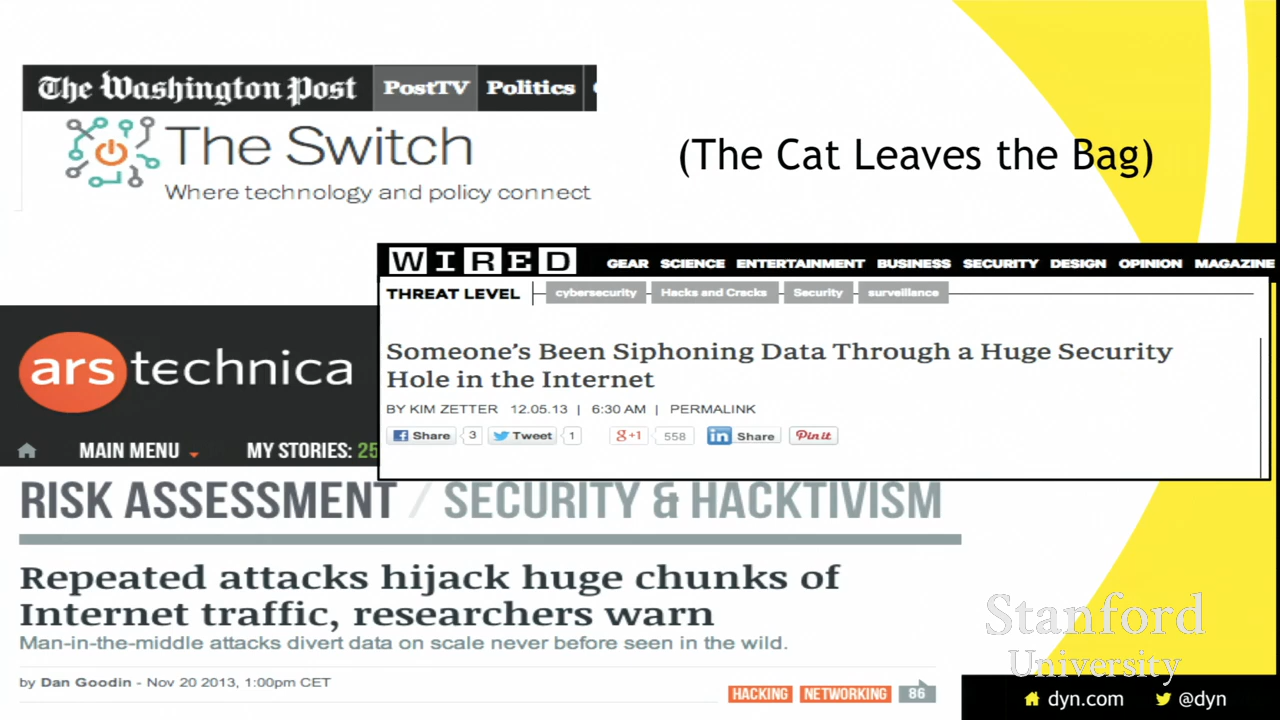 The Washington Post PostTV Politics
The Switch
Where technology and policy connect
(The Cat Leaves the Bag)
WIRED GEAR SCIENCE ENTERTAINMENT BUSINESS SECURITY DESIGN OPINION MAGAZINE
THREAT LEVEL cybersecurity Hacks and Cracks Security surveillance
Someone's Been Siphoning Data Through a Huge Security
Hole in the Internet
BY KIM ZETTER 12.05.13 | 6:30 AM | PERMALINK
Share 3 Tweet 1 g+1 558 in Share Pin it
ars technica
MAIN MENU MY STORIES: 25
RISK ASSESSMENT / SECURITY & HACKTIVISM
Repeated attacks hijack huge chunks of
Internet traffic, researchers warn
Man-in-the-middle attacks divert data on scale never before seen in the wild.
by Dan Goodin - Nov 20 2013, 1:00pm CET
HACKING NETWORKING 86
Stanford
University
dyn.com @dyn